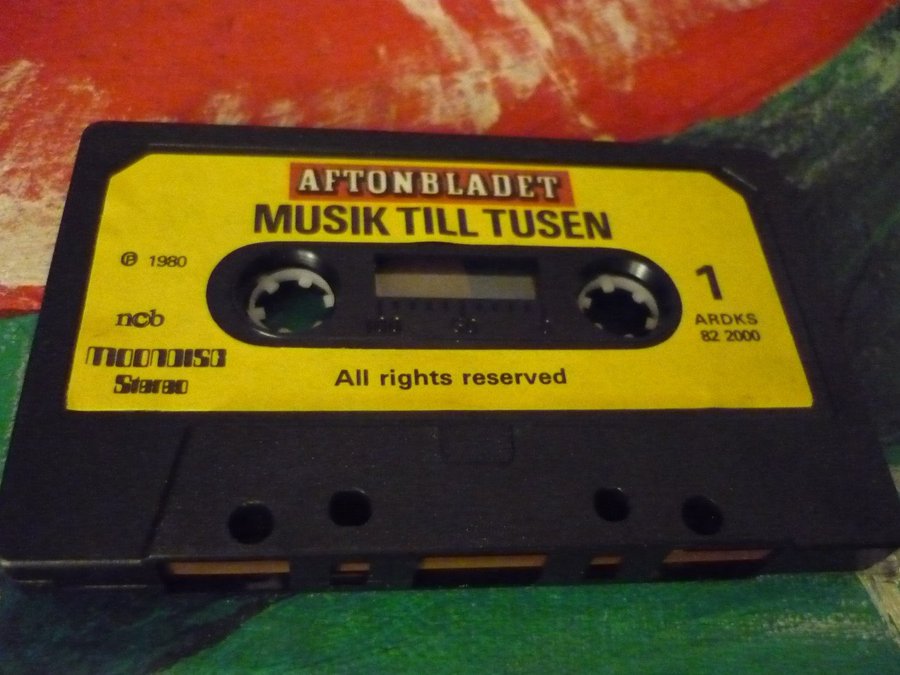 AFTONBLADET
MUSIK TILL TUSEN
℗ 1980
1
ncb
ARDKS
82 2000
MOONDISC
Stereo
All rights reserved